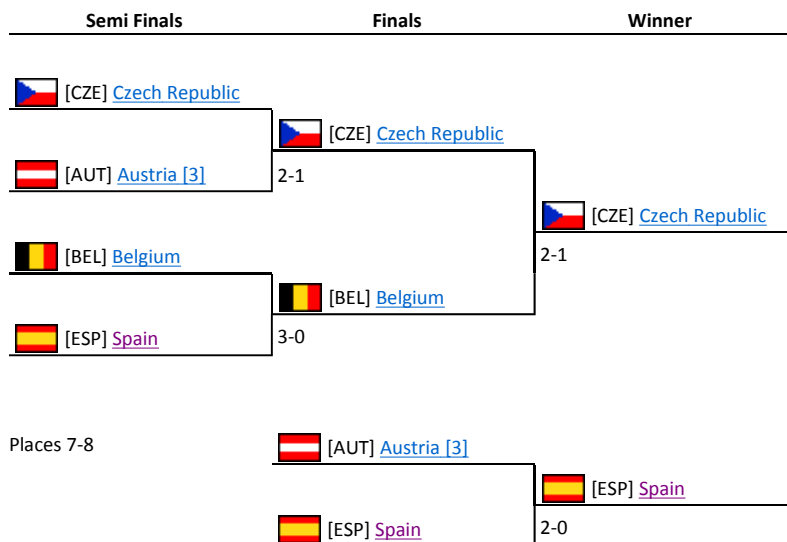 Semi Finals Finals Winner
[CZE] Czech Republic
[CZE] Czech Republic
[AUT] Austria [3]
2-1
[CZE] Czech Republic
[BEL] Belgium
2-1
[BEL] Belgium
[ESP] Spain
3-0
Places 7-8
[AUT] Austria [3]
[ESP] Spain
[ESP] Spain
2-0